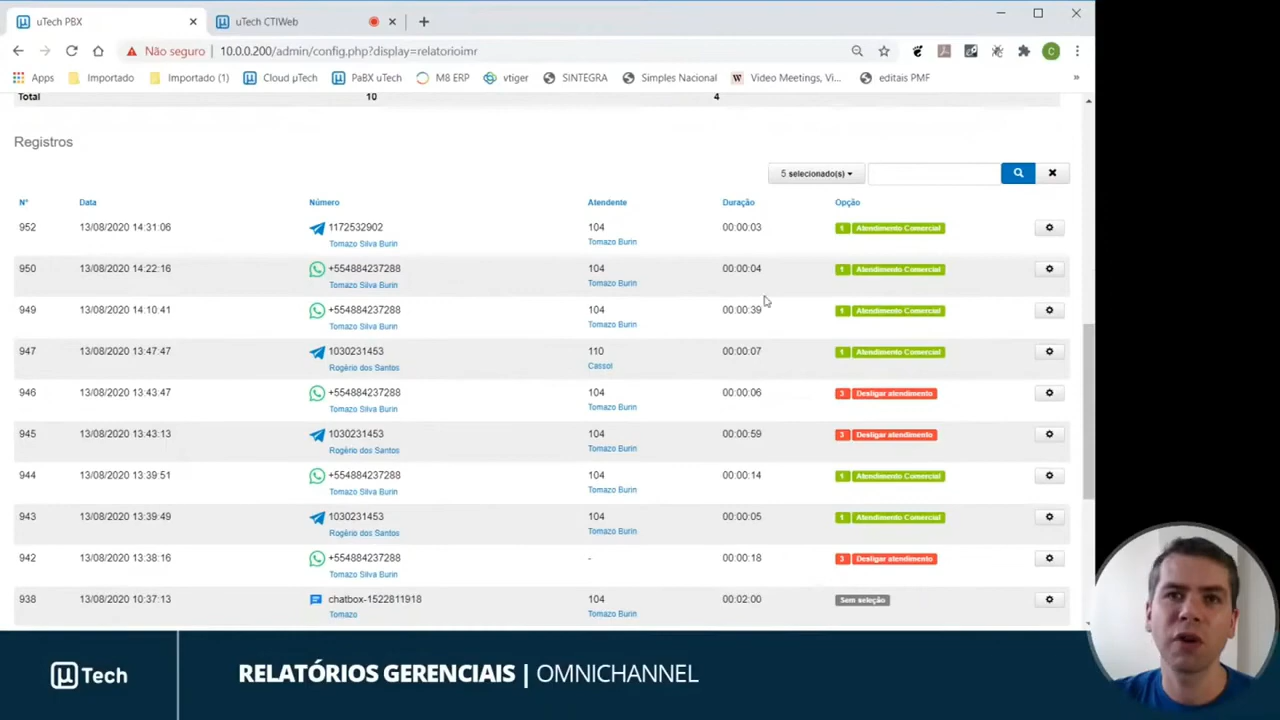 uTech PBX
uTech CTIWeb
Não seguro | 10.0.0.200/admin/config.php?display=relatorioimr
Apps Importado Importado (1) Cloud µTech PaBX uTech M8 ERP vtiger SINTEGRA Simples Nacional Video Meetings, Vi... editais PMF »
Total 10 4
Registros
5 selecionado(s)
N° Data Número Atendente Duração Opção
952 13/08/2020 14:31:06 1172532902 104 00:00:03 1 Atendimento Comercial
Tomazo Silva Burin Tomazo Burin
950 13/08/2020 14:22:16 +554884237288 104 00:00:04 1 Atendimento Comercial
Tomazo Silva Burin Tomazo Burin
949 13/08/2020 14:10:41 +554884237288 104 00:00:39 1 Atendimento Comercial
Tomazo Silva Burin Tomazo Burin
947 13/08/2020 13:47:47 1030231453 110 00:00:07 1 Atendimento Comercial
Rogério dos Santos Cassol
946 13/08/2020 13:43:47 +554884237288 104 00:00:06 3 Desligar atendimento
Tomazo Silva Burin Tomazo Burin
945 13/08/2020 13:43:13 1030231453 104 00:00:59 3 Desligar atendimento
Rogério dos Santos Tomazo Burin
944 13/08/2020 13:39:51 +554884237288 104 00:00:14 1 Atendimento Comercial
Tomazo Silva Burin Tomazo Burin
943 13/08/2020 13:39:49 1030231453 104 00:00:05 1 Atendimento Comercial
Rogério dos Santos Tomazo Burin
942 13/08/2020 13:38:16 +554884237288 - 00:00:18 3 Desligar atendimento
Tomazo Silva Burin
938 13/08/2020 10:37:13 chatbox-1522811918 104 00:02:00 Sem seleção
Tomazo Tomazo Burin
µTech
RELATÓRIOS GERENCIAIS | OMNICHANNEL